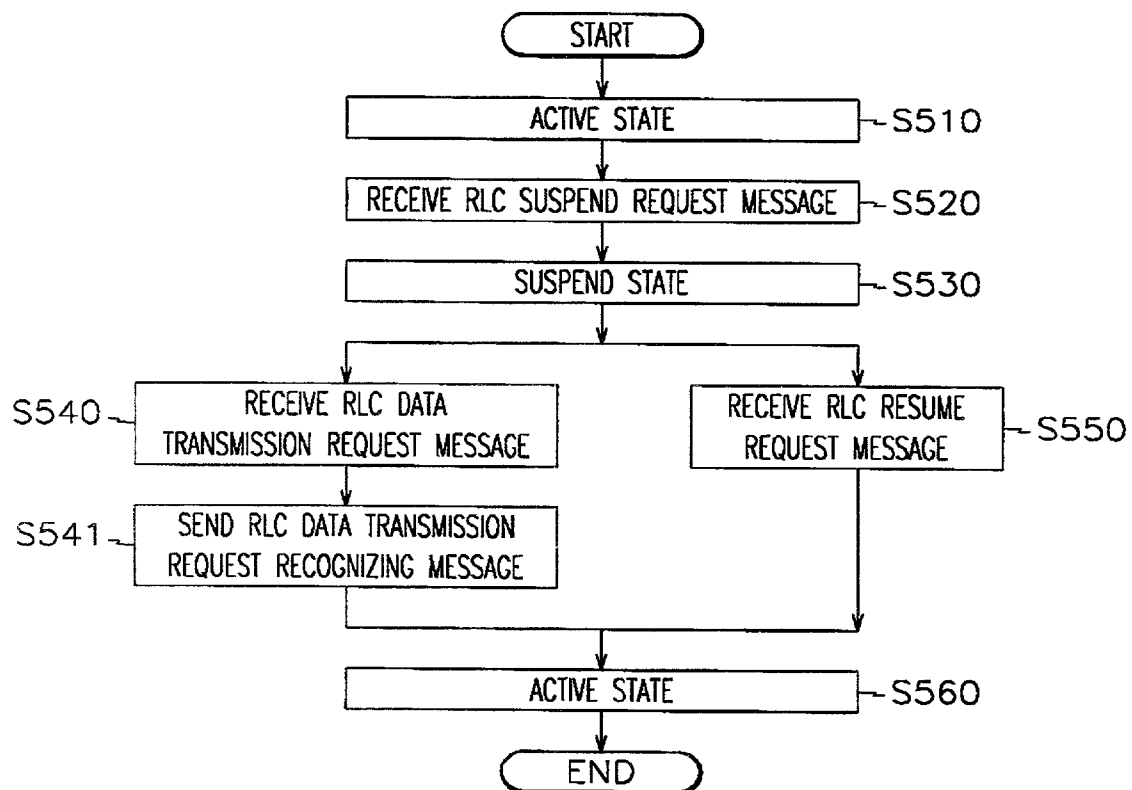 START
ACTIVE STATE
S510
RECEIVE RLC SUSPEND REQUEST MESSAGE
S520
SUSPEND STATE
S530
S540
RECEIVE RLC DATA
TRANSMISSION REQUEST MESSAGE
RECEIVE RLC RESUME
REQUEST MESSAGE
S550
S541
SEND RLC DATA TRANSMISSION
REQUEST RECOGNIZING MESSAGE
ACTIVE STATE
S560
END